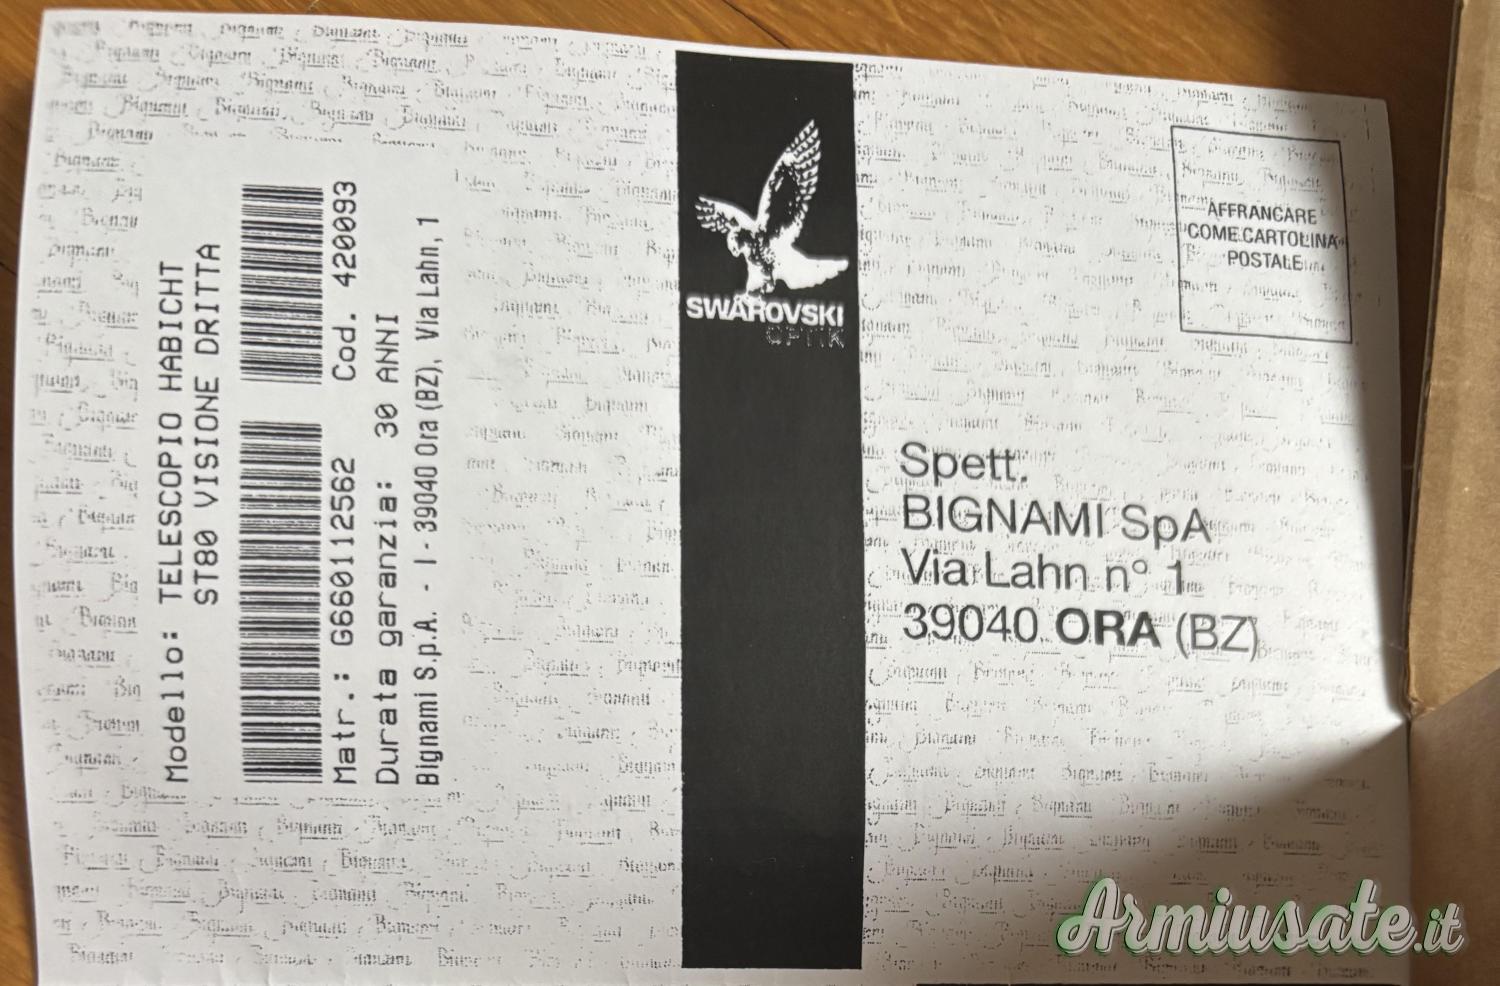 Modello: TELESCOPIO HABICHT
ST80 VISIONE DRITTA
Matr.: G660112562 Cod. 420093
Durata garanzia: 30 ANNI
Bignami S.p.A. - I - 39040 Ora (BZ), Via Lahn, 1
SWAROVSKI
OPTIK
AFFRANCARE
COME CARTOLINA
POSTALE
Spett.
BIGNAMI SpA
Via Lahn n° 1
39040 ORA (BZ)
Armiusate.it